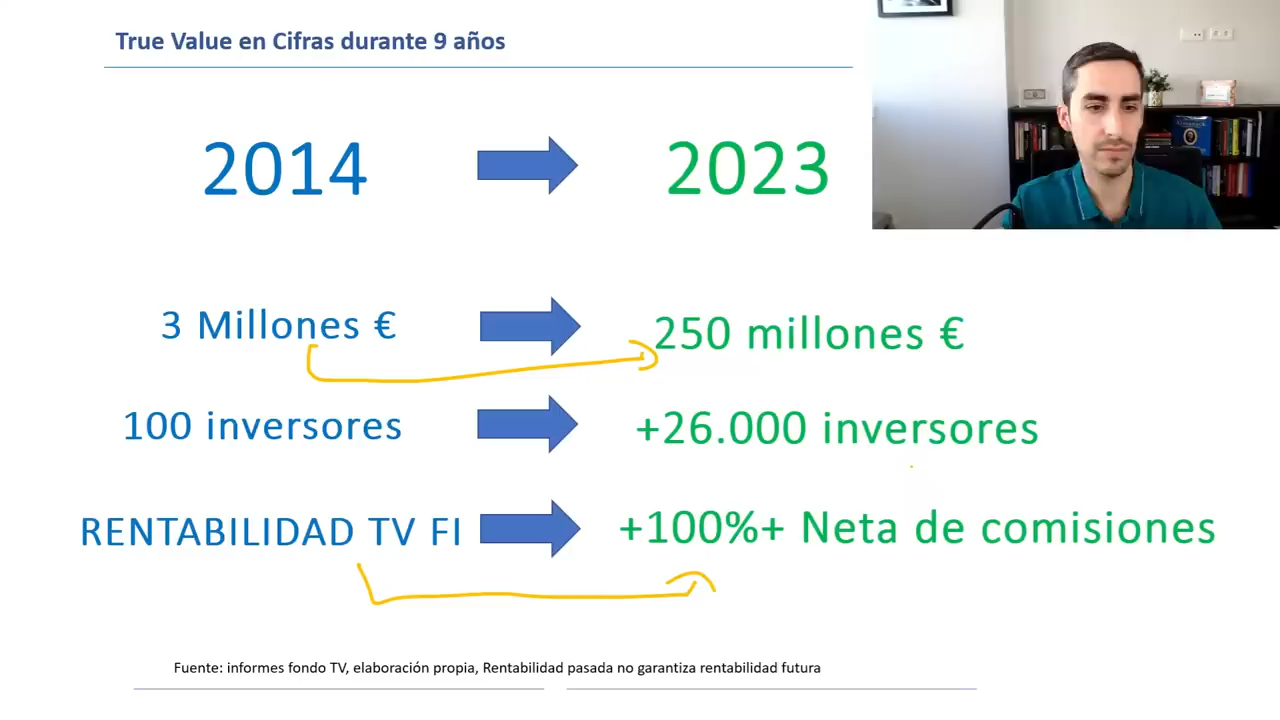 True Value en Cifras durante 9 años
2014
2023
3 Millones €
250 millones €
100 inversores
+26.000 inversores
RENTABILIDAD TV FI
+100%+ Neta de comisiones
Fuente: informes fondo TV, elaboración propia, Rentabilidad pasada no garantiza rentabilidad futura